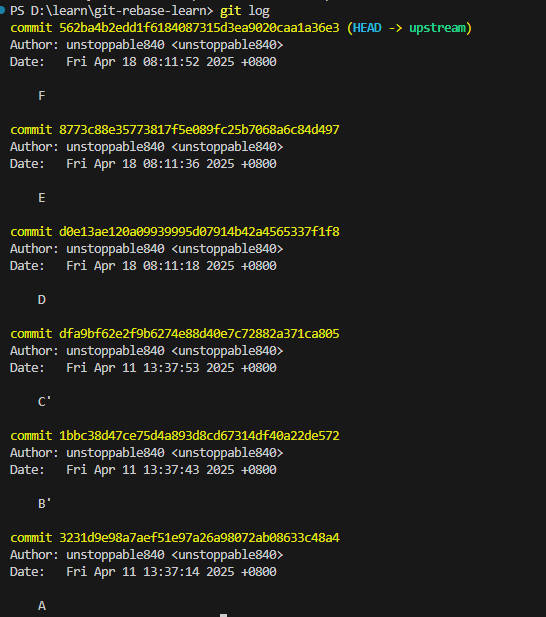 PS D:\learn\git-rebase-learn> git log
commit 562ba4b2edd1f6184087315d3ea9020caa1a36e3 (HEAD -> upstream)
Author: unstoppable840 <unstoppable840>
Date:   Fri Apr 18 08:11:52 2025 +0800
    F
commit 8773c88e35773817f5e089fc25b7068a6c84d497
Author: unstoppable840 <unstoppable840>
Date:   Fri Apr 18 08:11:36 2025 +0800
    E
commit d0e13ae120a09939995d07914b42a4565337f1f8
Author: unstoppable840 <unstoppable840>
Date:   Fri Apr 18 08:11:18 2025 +0800
    D
commit dfa9bf62e2f9b6274e88d40e7c72882a371ca805
Author: unstoppable840 <unstoppable840>
Date:   Fri Apr 11 13:37:53 2025 +0800
    C'
commit 1bbc38d47ce75d4a893d8cd67314df40a22de572
Author: unstoppable840 <unstoppable840>
Date:   Fri Apr 11 13:37:43 2025 +0800
    B'
commit 3231d9e98a7aef51e97a26a98072ab08633c48a4
Author: unstoppable840 <unstoppable840>
Date:   Fri Apr 11 13:37:14 2025 +0800
    A